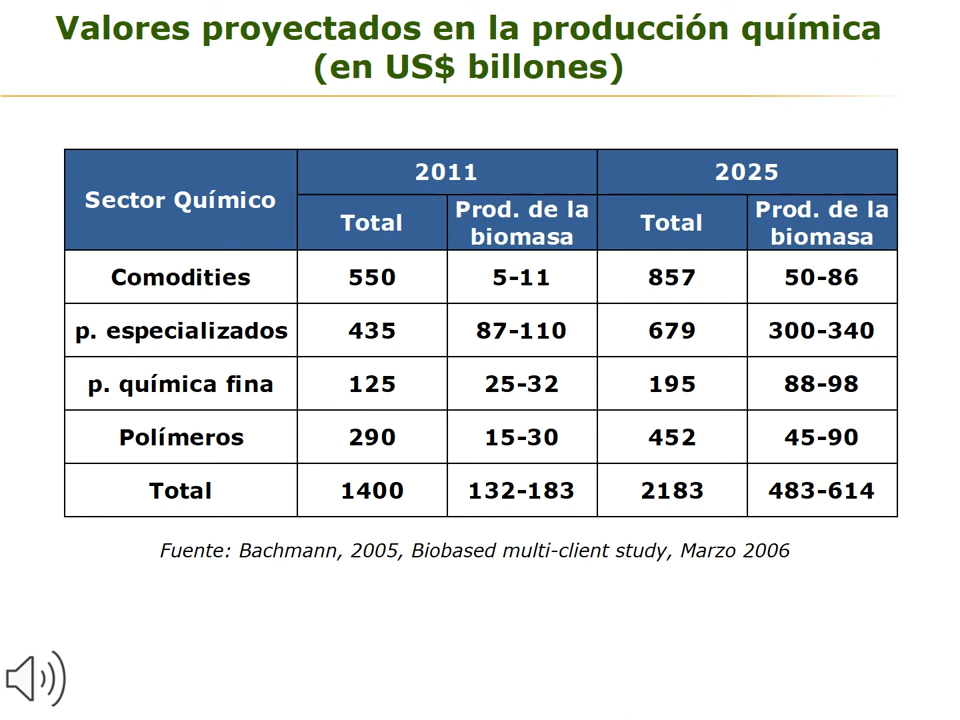 Valores proyectados en la producción química
(en US$ billones)
Sector Químico 2011 2025
Total Prod. de la biomasa Total Prod. de la biomasa
Comodities 550 5-11 857 50-86
p. especializados 435 87-110 679 300-340
p. química fina 125 25-32 195 88-98
Polímeros 290 15-30 452 45-90
Total 1400 132-183 2183 483-614
Fuente: Bachmann, 2005, Biobased multi-client study, Marzo 2006